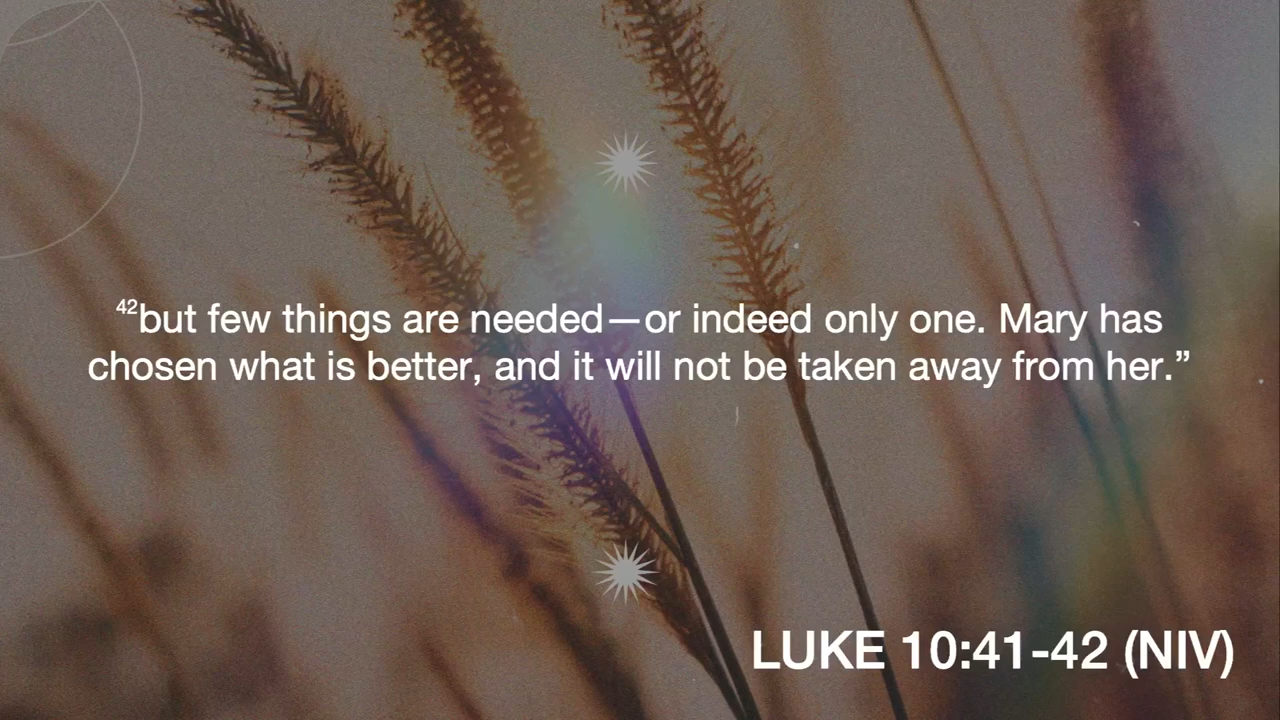 42but few things are needed—or indeed only one. Mary has
chosen what is better, and it will not be taken away from her.”
LUKE 10:41-42 (NIV)